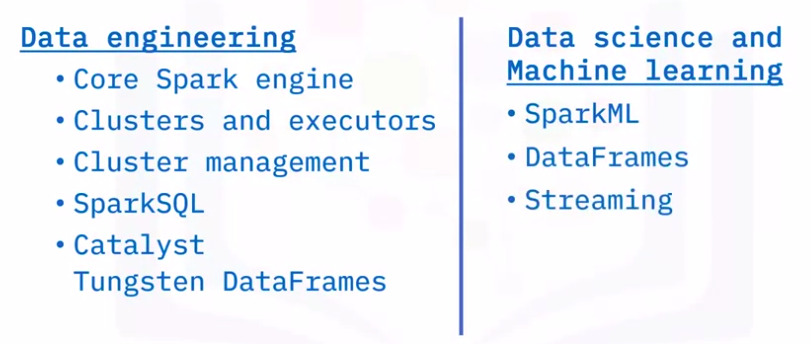 Data engineering
• Core Spark engine
• Clusters and executors
• Cluster management
• SparkSQL
• Catalyst
Tungsten DataFrames
Data science and
Machine learning
• SparkML
• DataFrames
• Streaming